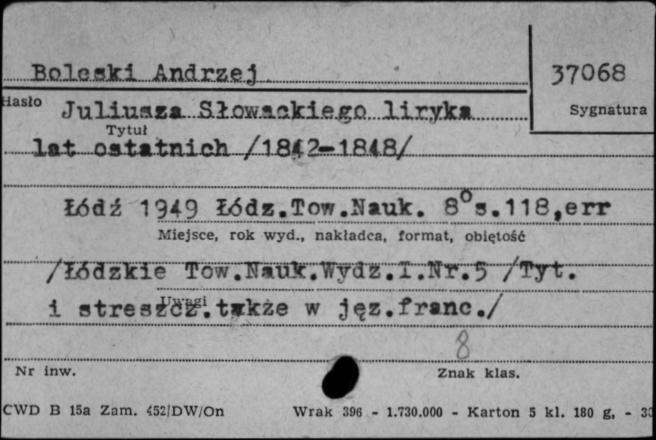 Boleski Andrzej
37068
Hasło
Sygnatura
Juliusza Słowackiego liryka
Tytuł
lat ostatnich /1842-1848/
Łódź 1949 Łódz.Tow.Nauk. 8° s.118,err
Miejsce, rok wyd., nakładca, format, objętość
/Łódzkie Tow.Nauk.Wydz.I.Nr.5 /Tyt.
Uwagi
i streszcz.także w jęz.franc./
8
Nr inw.
Znak klas.
CWD B 15a Zam. 452/DW/On
Wrak 396 - 1.730.000 - Karton 5 kl. 180 g, - 30